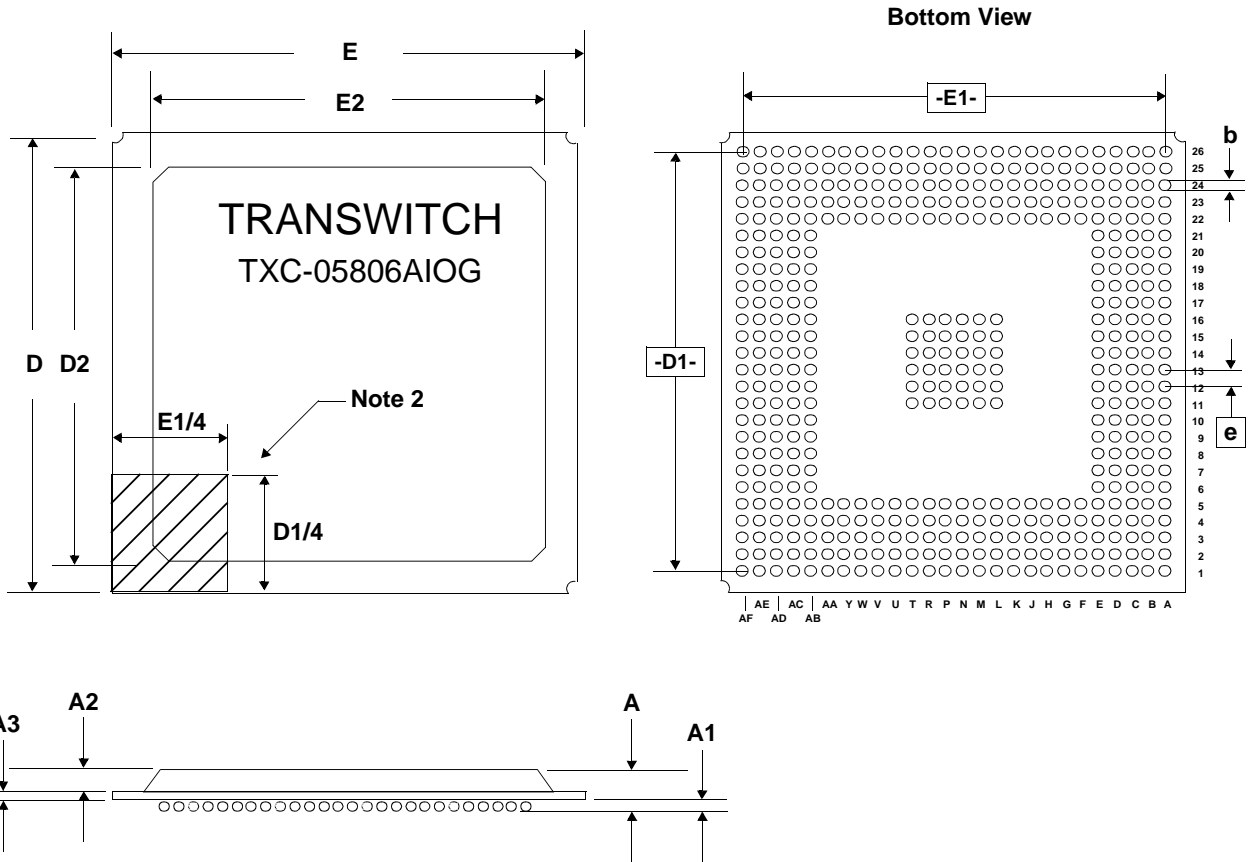 Bottom View
E
E2
-E1-
b
TRANSWITCH
TXC-05806AIOG
D
D2
-D1-
Note 2
E1/4
D1/4
e
26
25
24
23
22
21
20
19
18
17
16
15
14
13
12
11
10
9
8
7
6
5
4
3
2
1
AE AC AA Y W V U T R P N M L K J H G F E D C B A
AF AD AB
A3
A2
A
A1